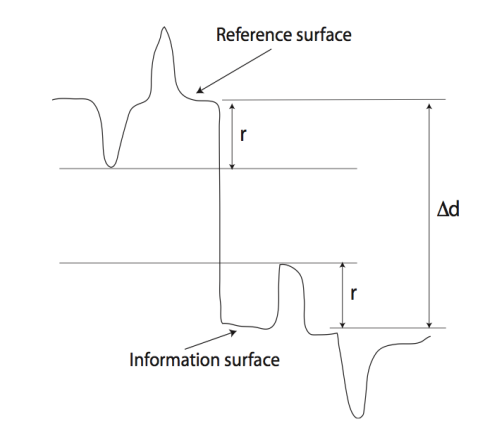 Reference surface
r
Δd
r
Information surface